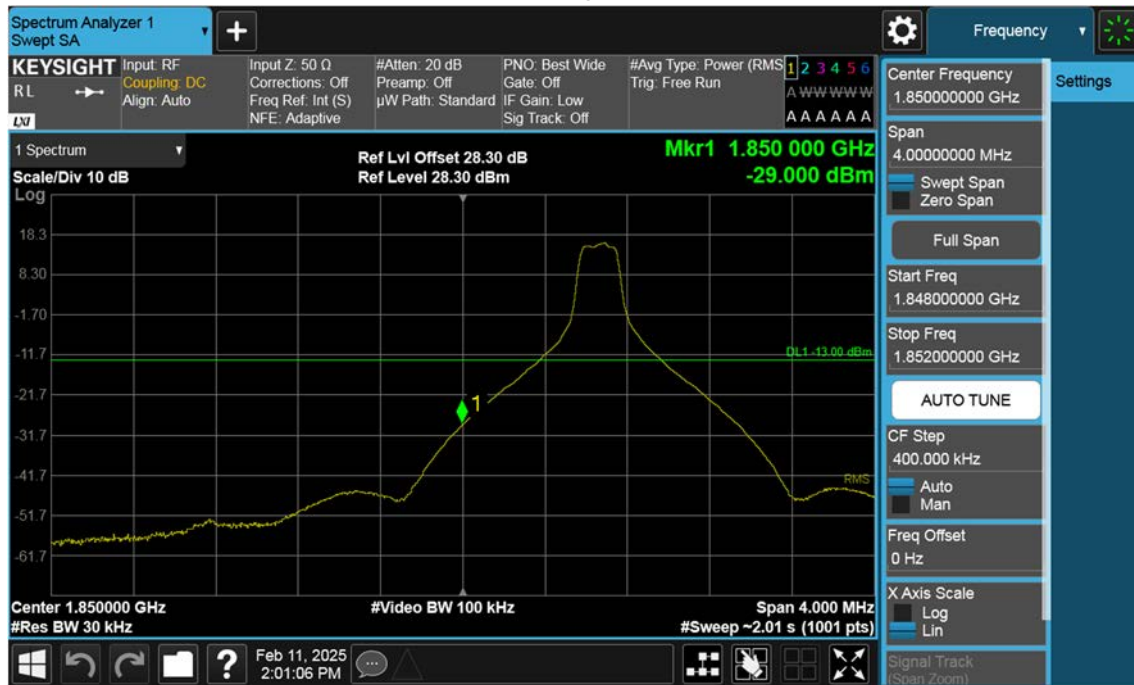 Spectrum Analyzer 1
Swept SA
Frequency
KEYSIGHT
RL
LXI
Input: RF
Coupling: DC
Align: Auto
Input Z: 50 Ω
Corrections: Off
Freq Ref: Int (S)
NFE: Adaptive
#Atten: 20 dB
Preamp: Off
µW Path: Standard
PNO: Best Wide
Gate: Off
IF Gain: Low
Sig Track: Off
#Avg Type: Power (RMS
Trig: Free Run
1 2 3 4 5 6
A W W W W W
A A A A A A
1 Spectrum
Scale/Div 10 dB
Log
Ref Lvl Offset 28.30 dB
Ref Level 28.30 dBm
Mkr1 1.850 000 GHz
-29.000 dBm
18.3
8.30
-1.70
-11.7
-21.7
-31.7
-41.7
-51.7
-61.7
DL1 -13.00 dBm
1
RMS
Center 1.850000 GHz
#Res BW 30 kHz
#Video BW 100 kHz
Span 4.000 MHz
#Sweep ~2.01 s (1001 pts)
Center Frequency
1.850000000 GHz
Span
4.00000000 MHz
Swept Span
Zero Span
Full Span
Start Freq
1.848000000 GHz
Stop Freq
1.852000000 GHz
AUTO TUNE
CF Step
400.000 kHz
Auto
Man
Freq Offset
0 Hz
X Axis Scale
Log
Lin
Signal Track
(Span Zoom)
Settings
?
Feb 11, 2025
2:01:06 PM